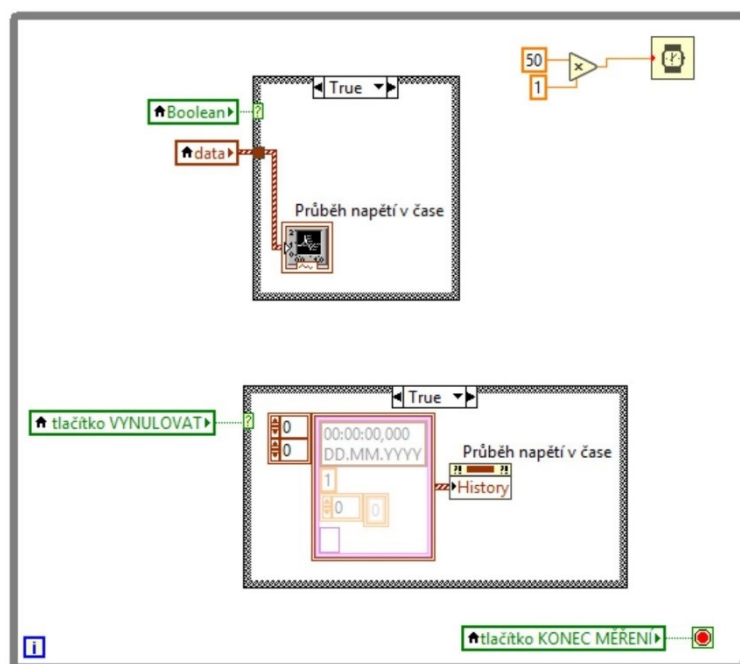 50
1
True
Boolean
data
Průběh napětí v čase
True
tlačítko VYNULOVAT
0
0
00:00:00,000
DD.MM.YYYY
1
0
0
Průběh napětí v čase
History
tlačítko KONEC MĚŘENÍ
i